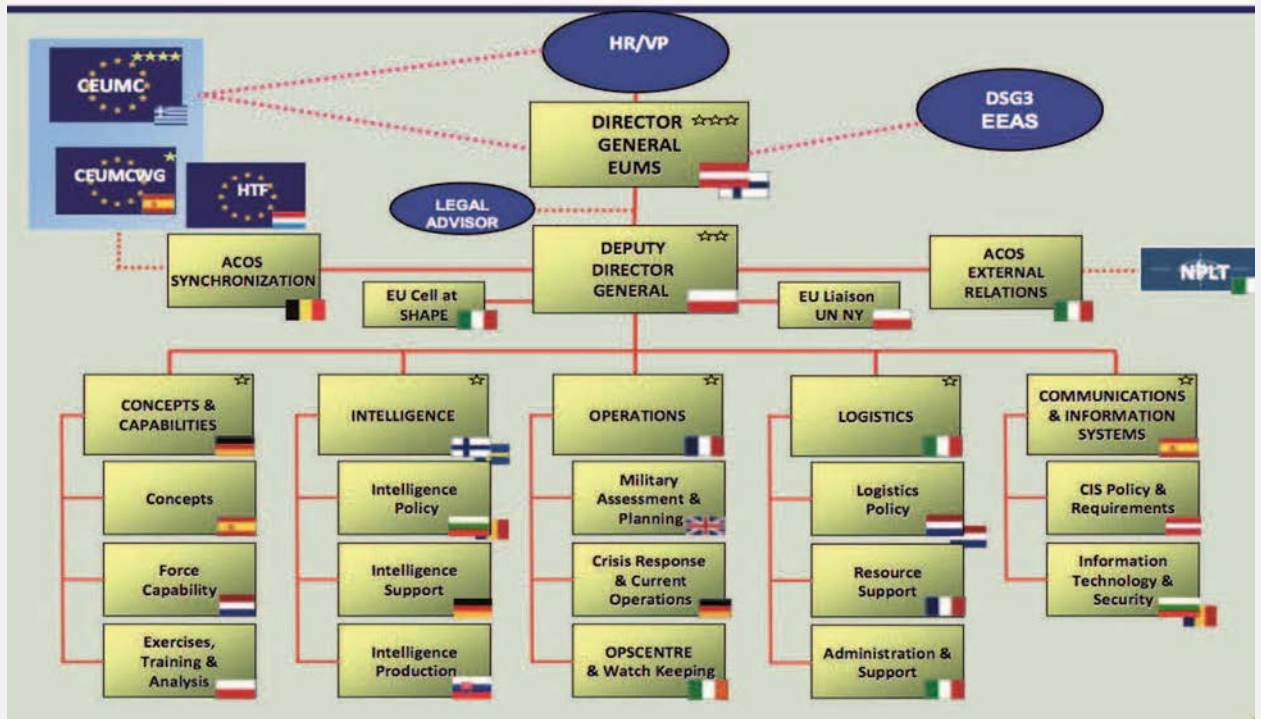 HR/VP
CEUMC
DSG3
EEAS
DIRECTOR
GENERAL
EUMS
CEUMCWG
HTF
LEGAL
ADVISOR
ACOS
SYNCHRONIZATION
DEPUTY
DIRECTOR
GENERAL
ACOS
EXTERNAL
RELATIONS
NPLT
EU Cell at
SHAPE
EU Liaison
UN NY
CONCEPTS &
CAPABILITIES
Concepts
Force
Capability
Exercises,
Training &
Analysis
INTELLIGENCE
Intelligence
Policy
Intelligence
Support
Intelligence
Production
OPERATIONS
Military
Assessment &
Planning
Crisis Response
& Current
Operations
OPSCENTRE
& Watch Keeping
LOGISTICS
Logistics
Policy
Resource
Support
Administration &
Support
COMMUNICATIONS
& INFORMATION
SYSTEMS
CIS Policy &
Requirements
Information
Technology &
Security